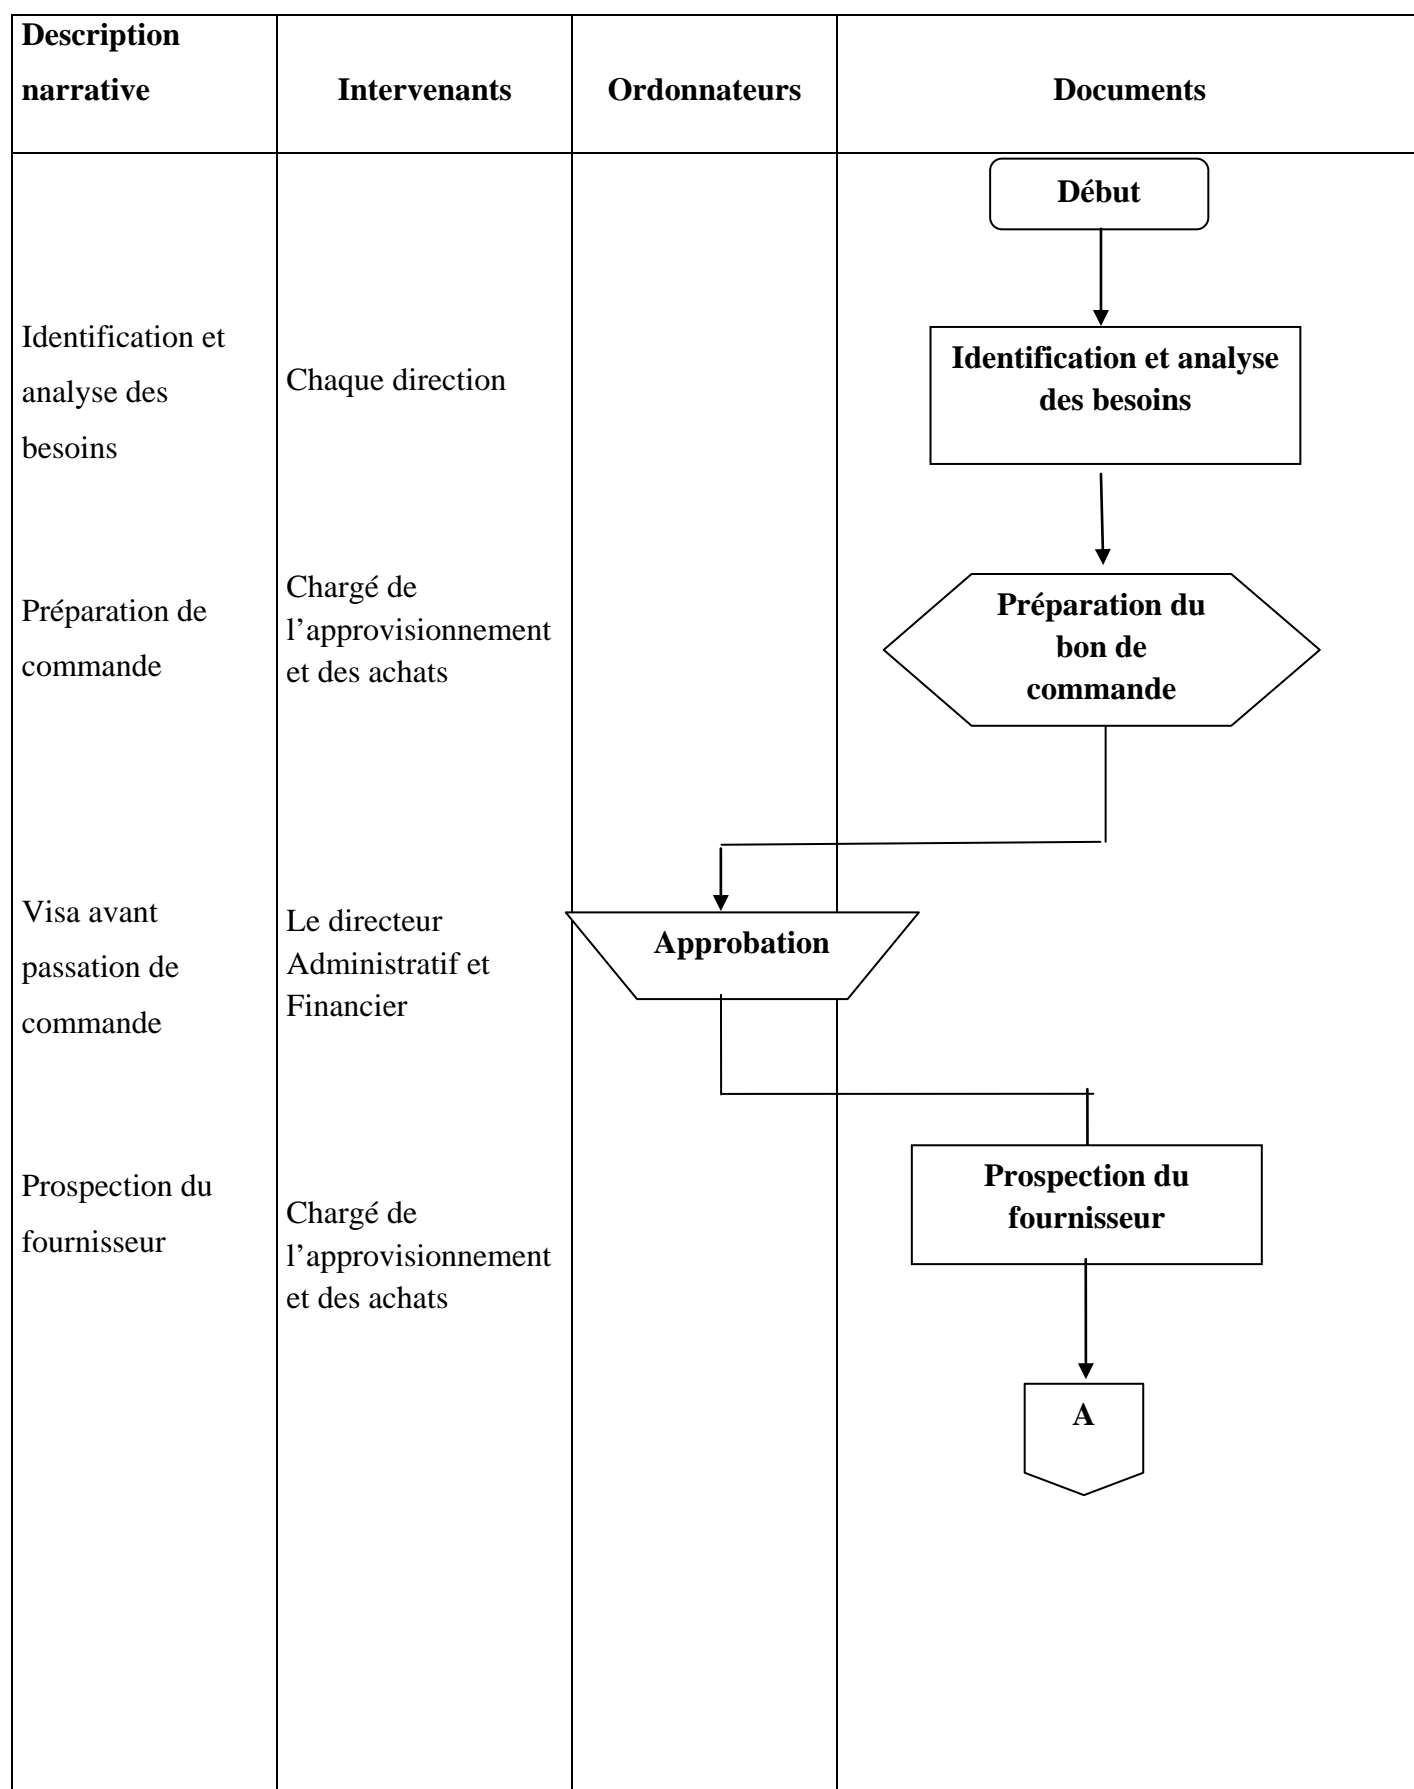 Description
narrative
Intervenants
Ordonnateurs
Documents
Début
Identification et
analyse des
besoins
Chaque direction
Identification et analyse
des besoins
Préparation de
commande
Chargé de
l’approvisionnement
et des achats
Préparation du
bon de
commande
Visa avant
passation de
commande
Le directeur
Administratif et
Financier
Approbation
Prospection du
fournisseur
Chargé de
l’approvisionnement
et des achats
Prospection du
fournisseur
A